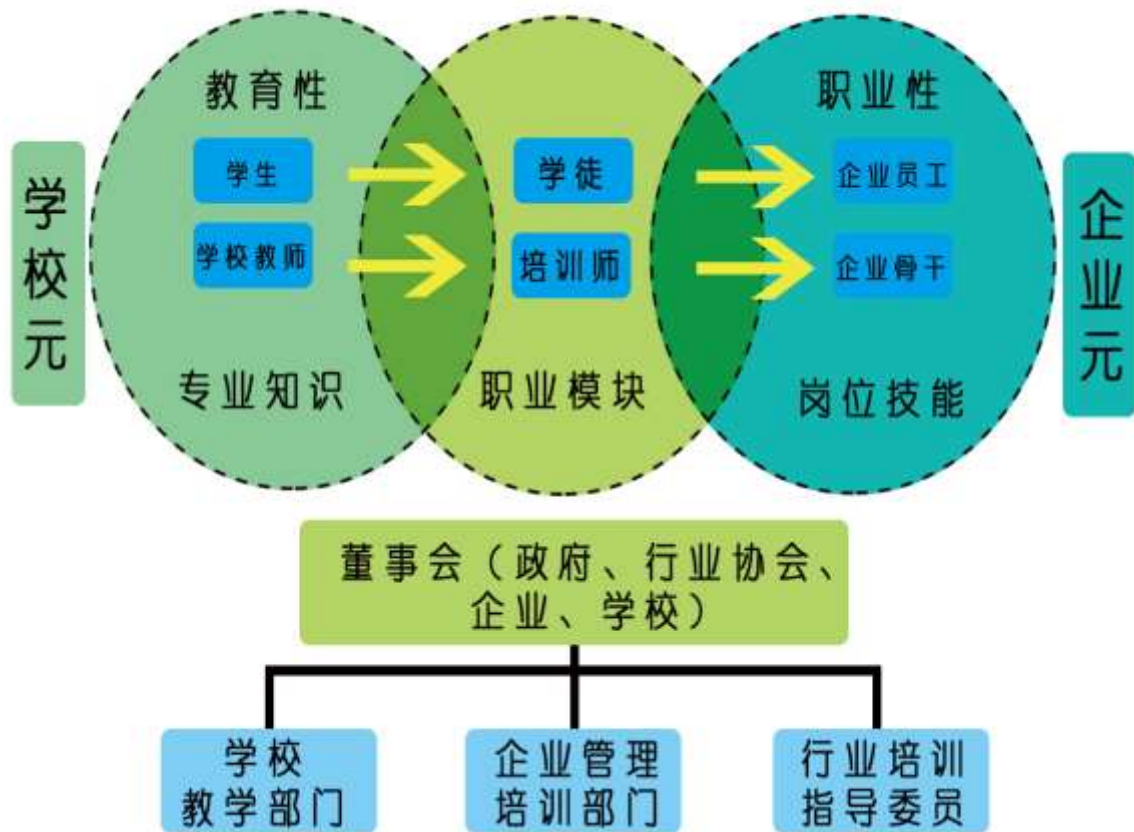 教育性
职业性
学校元
学生
学徒
企业员工
企业元
学校教师
培训师
企业骨干
专业知识
职业模块
岗位技能
董事会（政府、行业协会、
企业、学校）
学校
教学部门
企业管理
培训部门
行业培训
指导委员